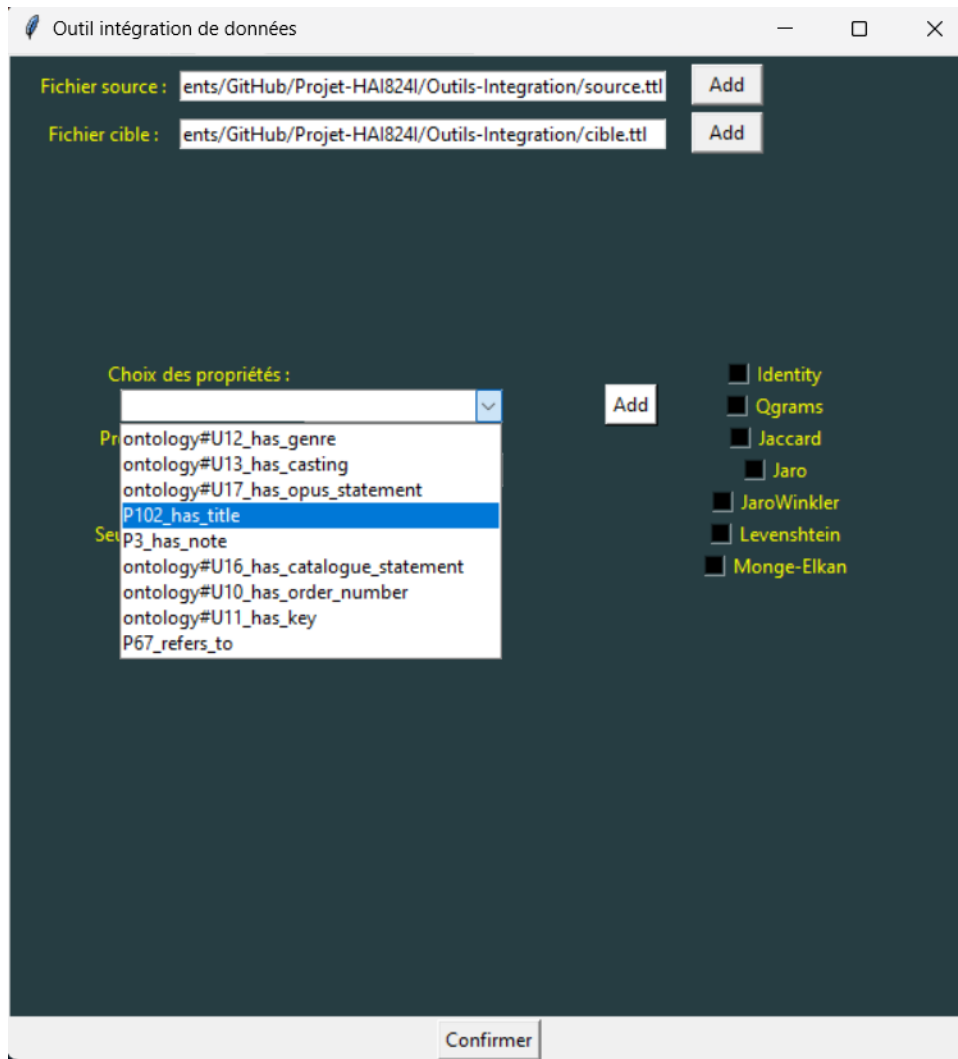 Outil intégration de données
Fichier source : ents/GitHub/Projet-HAI824I/Outils-Integration/source.ttl Add
Fichier cible : ents/GitHub/Projet-HAI824I/Outils-Integration/cible.ttl Add
Choix des propriétés :
Add
ontology#U12_has_genre
ontology#U13_has_casting
ontology#U17_has_opus_statement
P102_has_title
P3_has_note
ontology#U16_has_catalogue_statement
ontology#U10_has_order_number
ontology#U11_has_key
P67_refers_to
Identity
Qgrams
Jaccard
Jaro
JaroWinkler
Levenshtein
Monge-Elkan
Confirmer